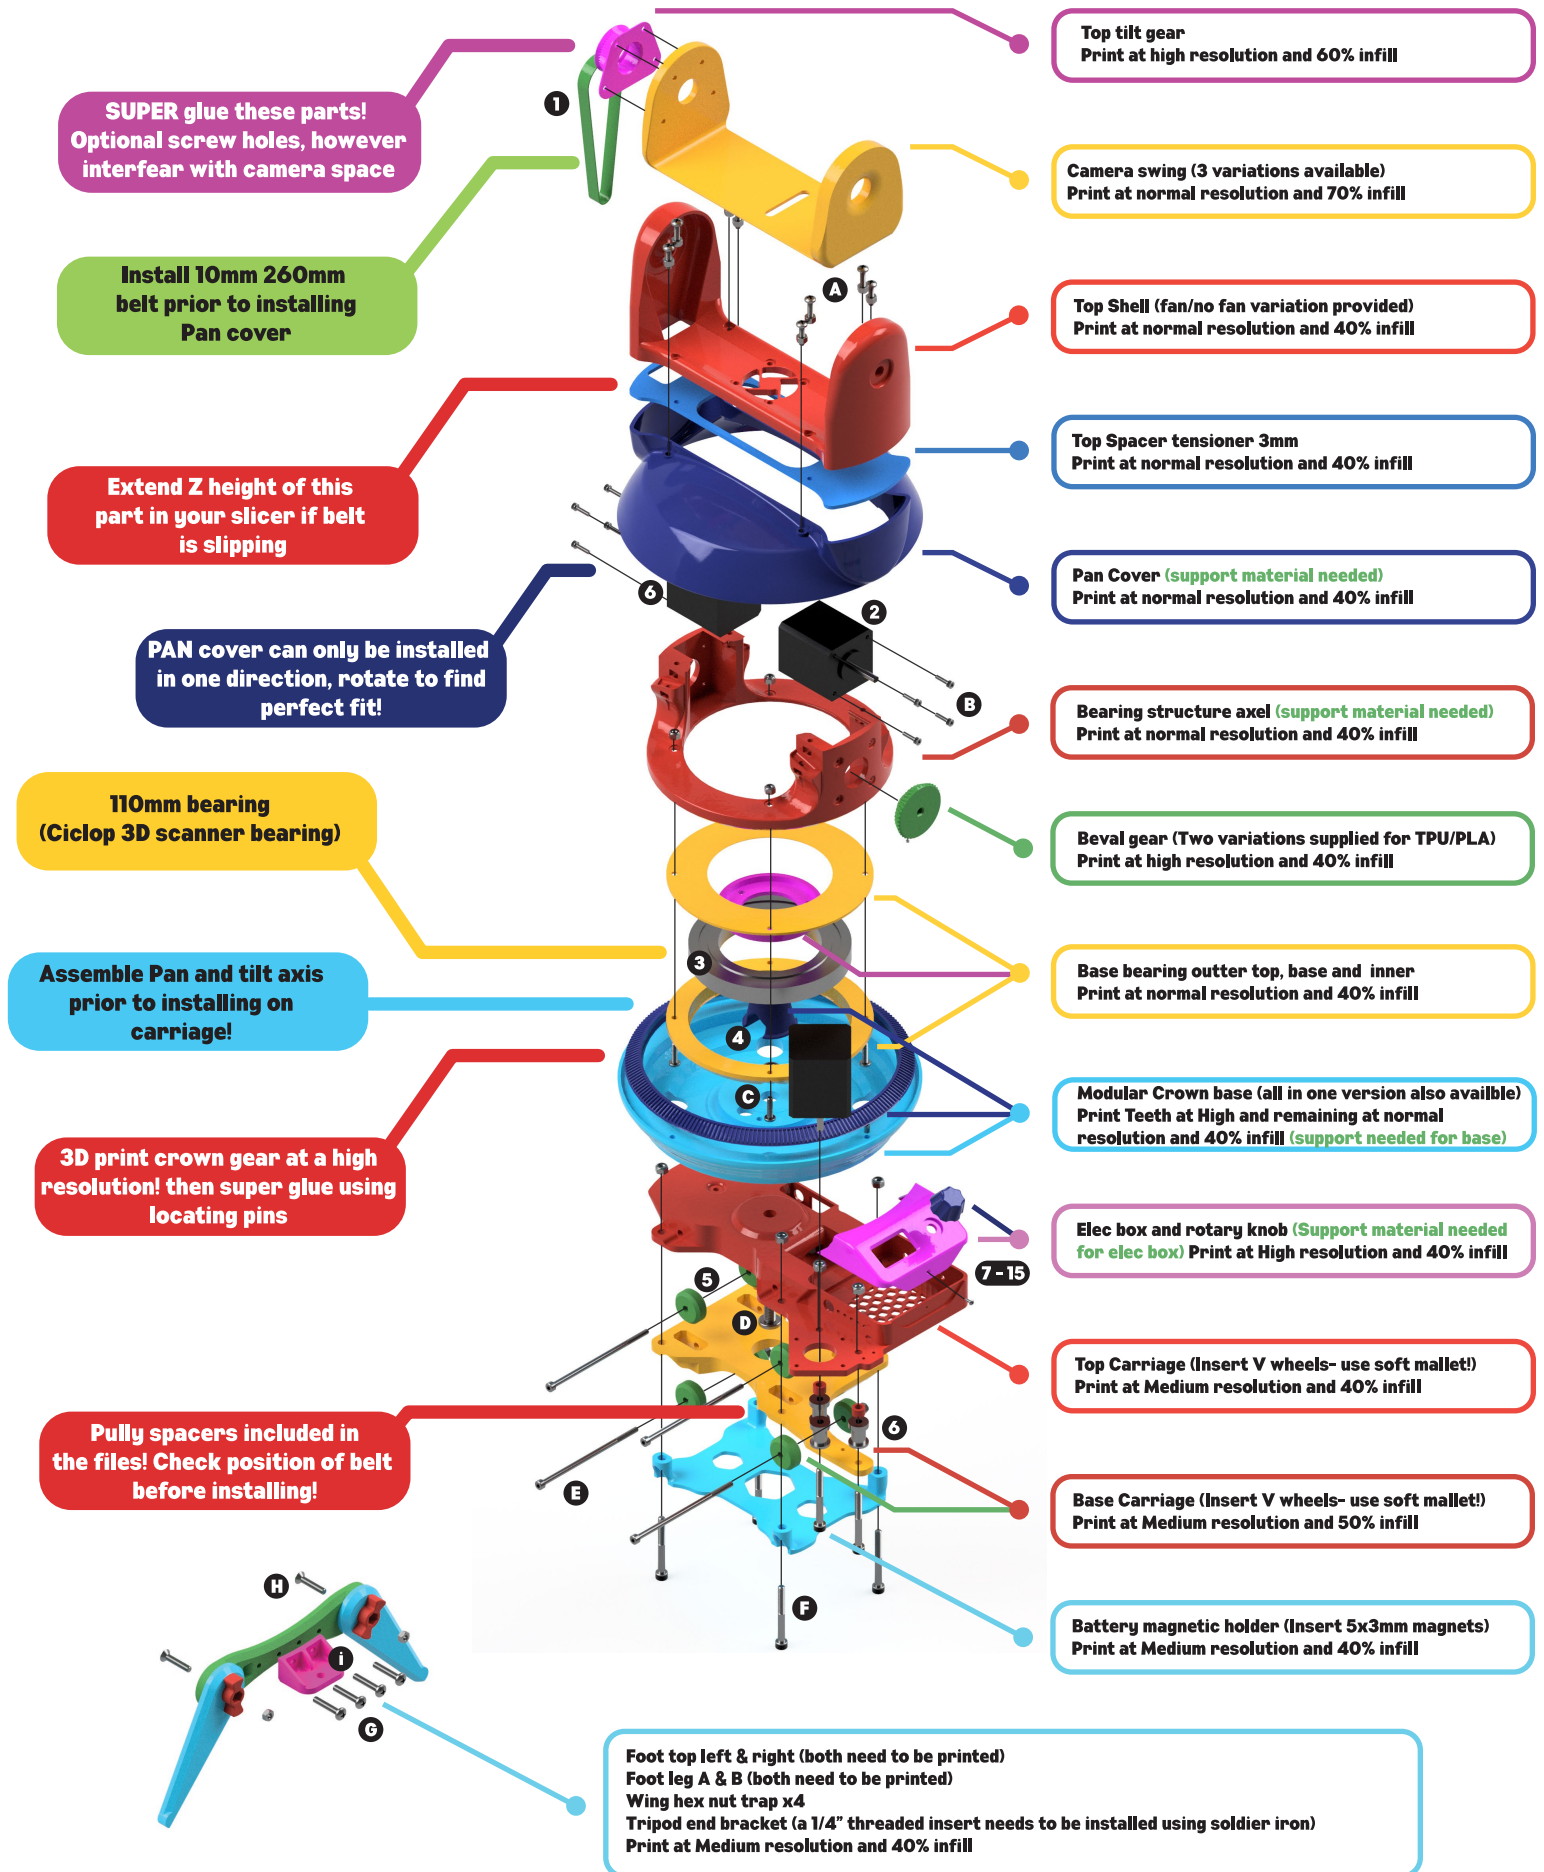 Top tilt gear
Print at high resolution and 60% infill
SUPER glue these parts!
Optional screw holes, however
interfear with camera space
1
Camera swing (3 variations available)
Print at normal resolution and 70% infill
Install 10mm 260mm
belt prior to installing
Pan cover
A
Top Shell (fan/no fan variation provided)
Print at normal resolution and 40% infill
Extend Z height of this
part in your slicer if belt
is slipping
Top Spacer tensioner 3mm
Print at normal resolution and 40% infill
Pan Cover (support material needed)
Print at normal resolution and 40% infill
6
2
PAN cover can only be installed
in one direction, rotate to find
perfect fit!
B
Bearing structure axel (support material needed)
Print at normal resolution and 40% infill
110mm bearing
(Ciclop 3D scanner bearing)
Beval gear (Two variations supplied for TPU/PLA)
Print at high resolution and 40% infill
3
Assemble Pan and tilt axis
prior to installing on
carriage!
Base bearing outter top, base and inner
Print at normal resolution and 40% infill
4
C
Modular Crown base (all in one version also availble)
Print Teeth at High and remaining at normal
resolution and 40% infill (support needed for base)
3D print crown gear at a high
resolution! then super glue using
locating pins
Elec box and rotary knob (Support material needed
for elec box) Print at High resolution and 40% infill
7 - 15
5
D
Top Carriage (Insert V wheels- use soft mallet!)
Print at Medium resolution and 40% infill
Pully spacers included in
the files! Check position of belt
before installing!
6
E
Base Carriage (Insert V wheels- use soft mallet!)
Print at Medium resolution and 50% infill
H
F
Battery magnetic holder (Insert 5x3mm magnets)
Print at Medium resolution and 40% infill
i
G
Foot top left & right (both need to be printed)
Foot leg A & B (both need to be printed)
Wing hex nut trap x4
Tripod end bracket (a 1/4" threaded insert needs to be installed using soldier iron)
Print at Medium resolution and 40% infill